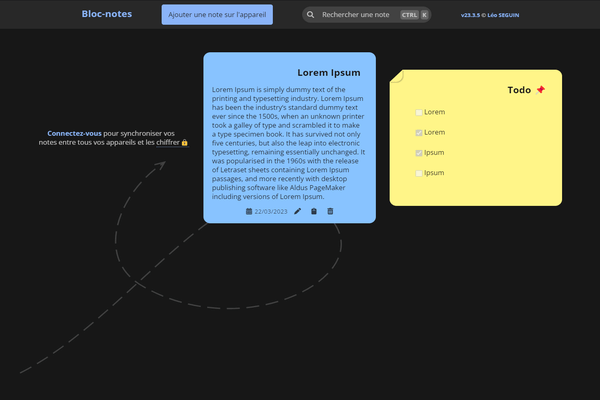 Bloc-notes
Ajouter une note sur l'appareil
Rechercher une note
CTRL K
v23.3.5 © Léo SEGUIN
Connectez-vous pour synchroniser vos
notes entre tous vos appareils et les chiffrer
Lorem Ipsum
Lorem Ipsum is simply dummy text of the
printing and typesetting industry. Lorem Ipsum
has been the industry's standard dummy text
ever since the 1500s, when an unknown printer
took a galley of type and scrambled it to make
a type specimen book. It has survived not only
five centuries, but also the leap into electronic
typesetting, remaining essentially unchanged. It
was popularised in the 1960s with the release
of Letraset sheets containing Lorem Ipsum
passages, and more recently with desktop
publishing software like Aldus PageMaker
including versions of Lorem Ipsum.
22/03/2023
Todo
Lorem
Lorem
Ipsum
Ipsum